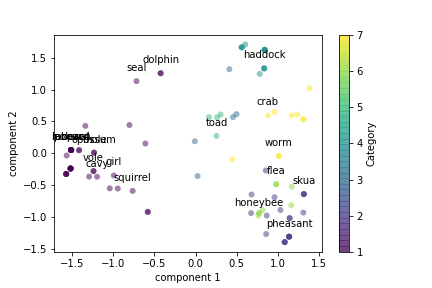 component 2
1.5
1.0
0.5
0.0
−0.5
−1.0
−1.5
haddock
dolphin
seal
crab
toad
opossum
worm
vole
girl
cavy
flea
squirrel
skua
honeybee
pheasant
−1.5
−1.0
−0.5
0.0
0.5
1.0
1.5
component 1
7
6
5
4
3
2
1
Category